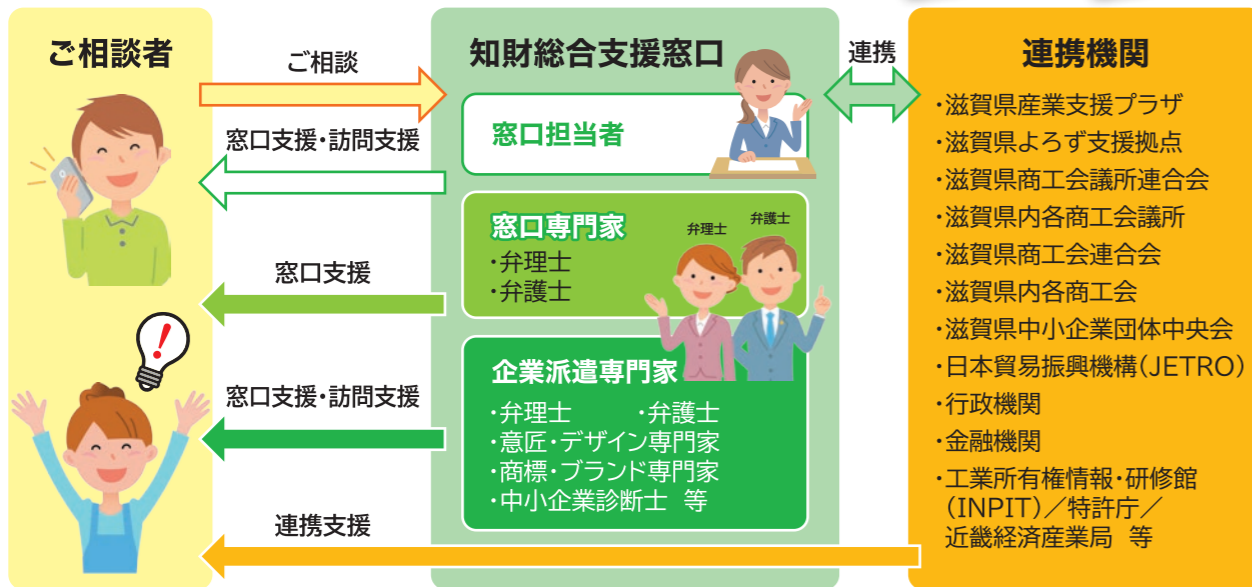 ご相談者
ご相談
窓口支援・訪問支援
窓口支援
窓口支援・訪問支援
連携支援
知財総合支援窓口
窓口担当者
窓口専門家
・弁理士
・弁護士
弁理士
弁護士
企業派遣専門家
・弁理士 ・弁護士
・意匠・デザイン専門家
・商標・ブランド専門家
・中小企業診断士 等
連携
連携機関
・滋賀県産業支援プラザ
・滋賀県よろず支援拠点
・滋賀県商工会議所連合会
・滋賀県内各商工会議所
・滋賀県商工会連合会
・滋賀県内各商工会
・滋賀県中小企業団体中央会
・日本貿易振興機構(JETRO)
・行政機関
・金融機関
・工業所有権情報・研修館
(INPIT)／特許庁／
近畿経済産業局 等